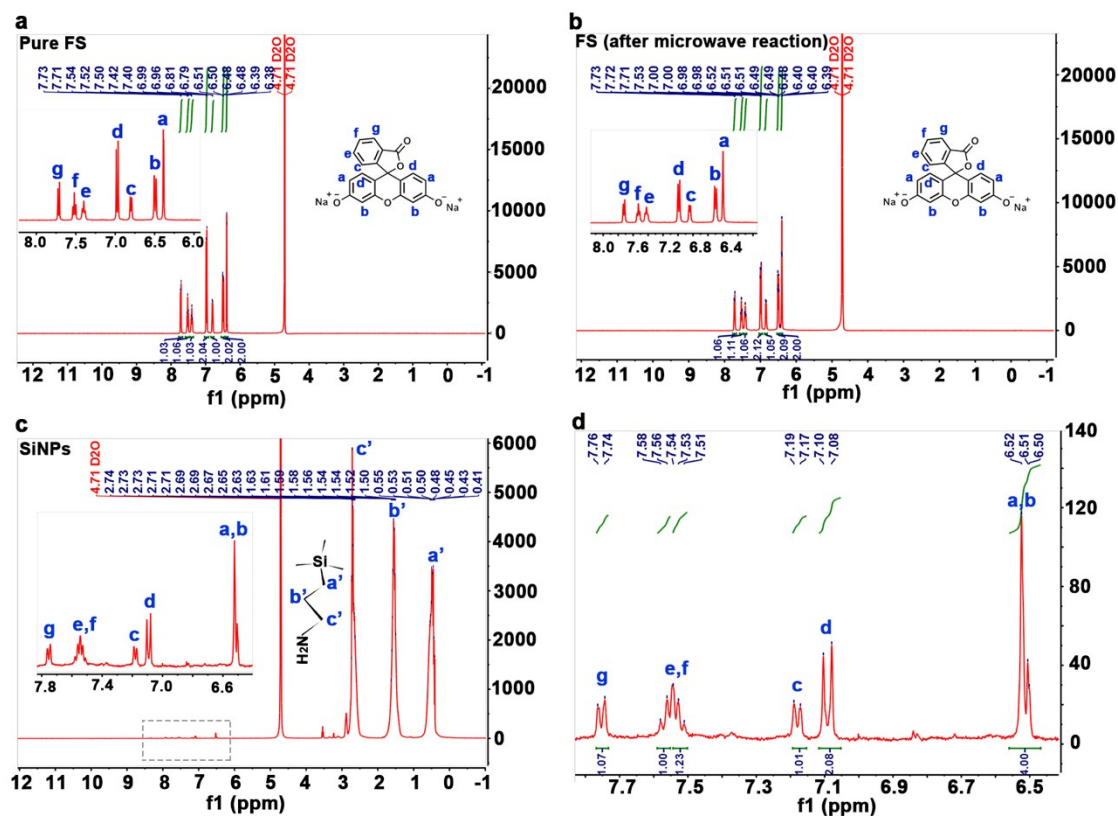 a
Pure FS
7.73 7.71 7.54 7.52 7.50 7.42 7.40 6.99 6.96 6.81 6.79 6.51 6.50 6.48 6.48 6.39 6.38
4.71 D2O
4.71 D2O
g f e d c b a
8.0 7.5 7.0 6.5 6.0
f g e c d d a a b b
O
O
Na+ -O O O- Na+
20000
15000
10000
5000
0
1.03 1.06 1.03 2.04 1.00 2.02 2.00
12 11 10 9 8 7 6 5 4 3 2 1 0 -1
f1 (ppm)
b
FS (after microwave reaction)
7.73 7.72 7.71 7.53 7.00 7.00 6.98 6.98 6.52 6.51 6.51 6.49 6.49 6.48 6.40 6.40 6.39
4.71 D2O
4.71 D2O
g f e d c b a
8.0 7.6 7.2 6.8 6.4
f g e c d d a a b b
O
O
Na+ -O O O- Na+
20000
15000
10000
5000
0
1.06 1.11 1.06 2.12 1.05 2.09 2.00
12 11 10 9 8 7 6 5 4 3 2 1 0 -1
f1 (ppm)
c
SiNPs
4.71 D2O
2.74 2.73 2.73 2.71 2.71 2.69 2.69 2.67 2.65 2.63 1.63 1.61 1.59 1.58 1.56 1.54 1.54 1.52 1.50 0.55 0.53 0.50 0.48 0.45 0.43 0.41
c'
b'
a'
Si
a'
b'
c'
H2N
g e,f c d a,b
7.8 7.4 7.0 6.6
6000
5000
4000
3000
2000
1000
0
12 11 10 9 8 7 6 5 4 3 2 1 0 -1
f1 (ppm)
d
7.76 7.74 7.58 7.56 7.54 7.53 7.51 7.19 7.17 7.10 7.08 6.52 6.51 6.50
g e,f c d a,b
140
120
80
40
0
1.07 1.00 1.23 1.01 2.08 4.00
7.7 7.5 7.3 7.1 6.9 6.7 6.5
f1 (ppm)